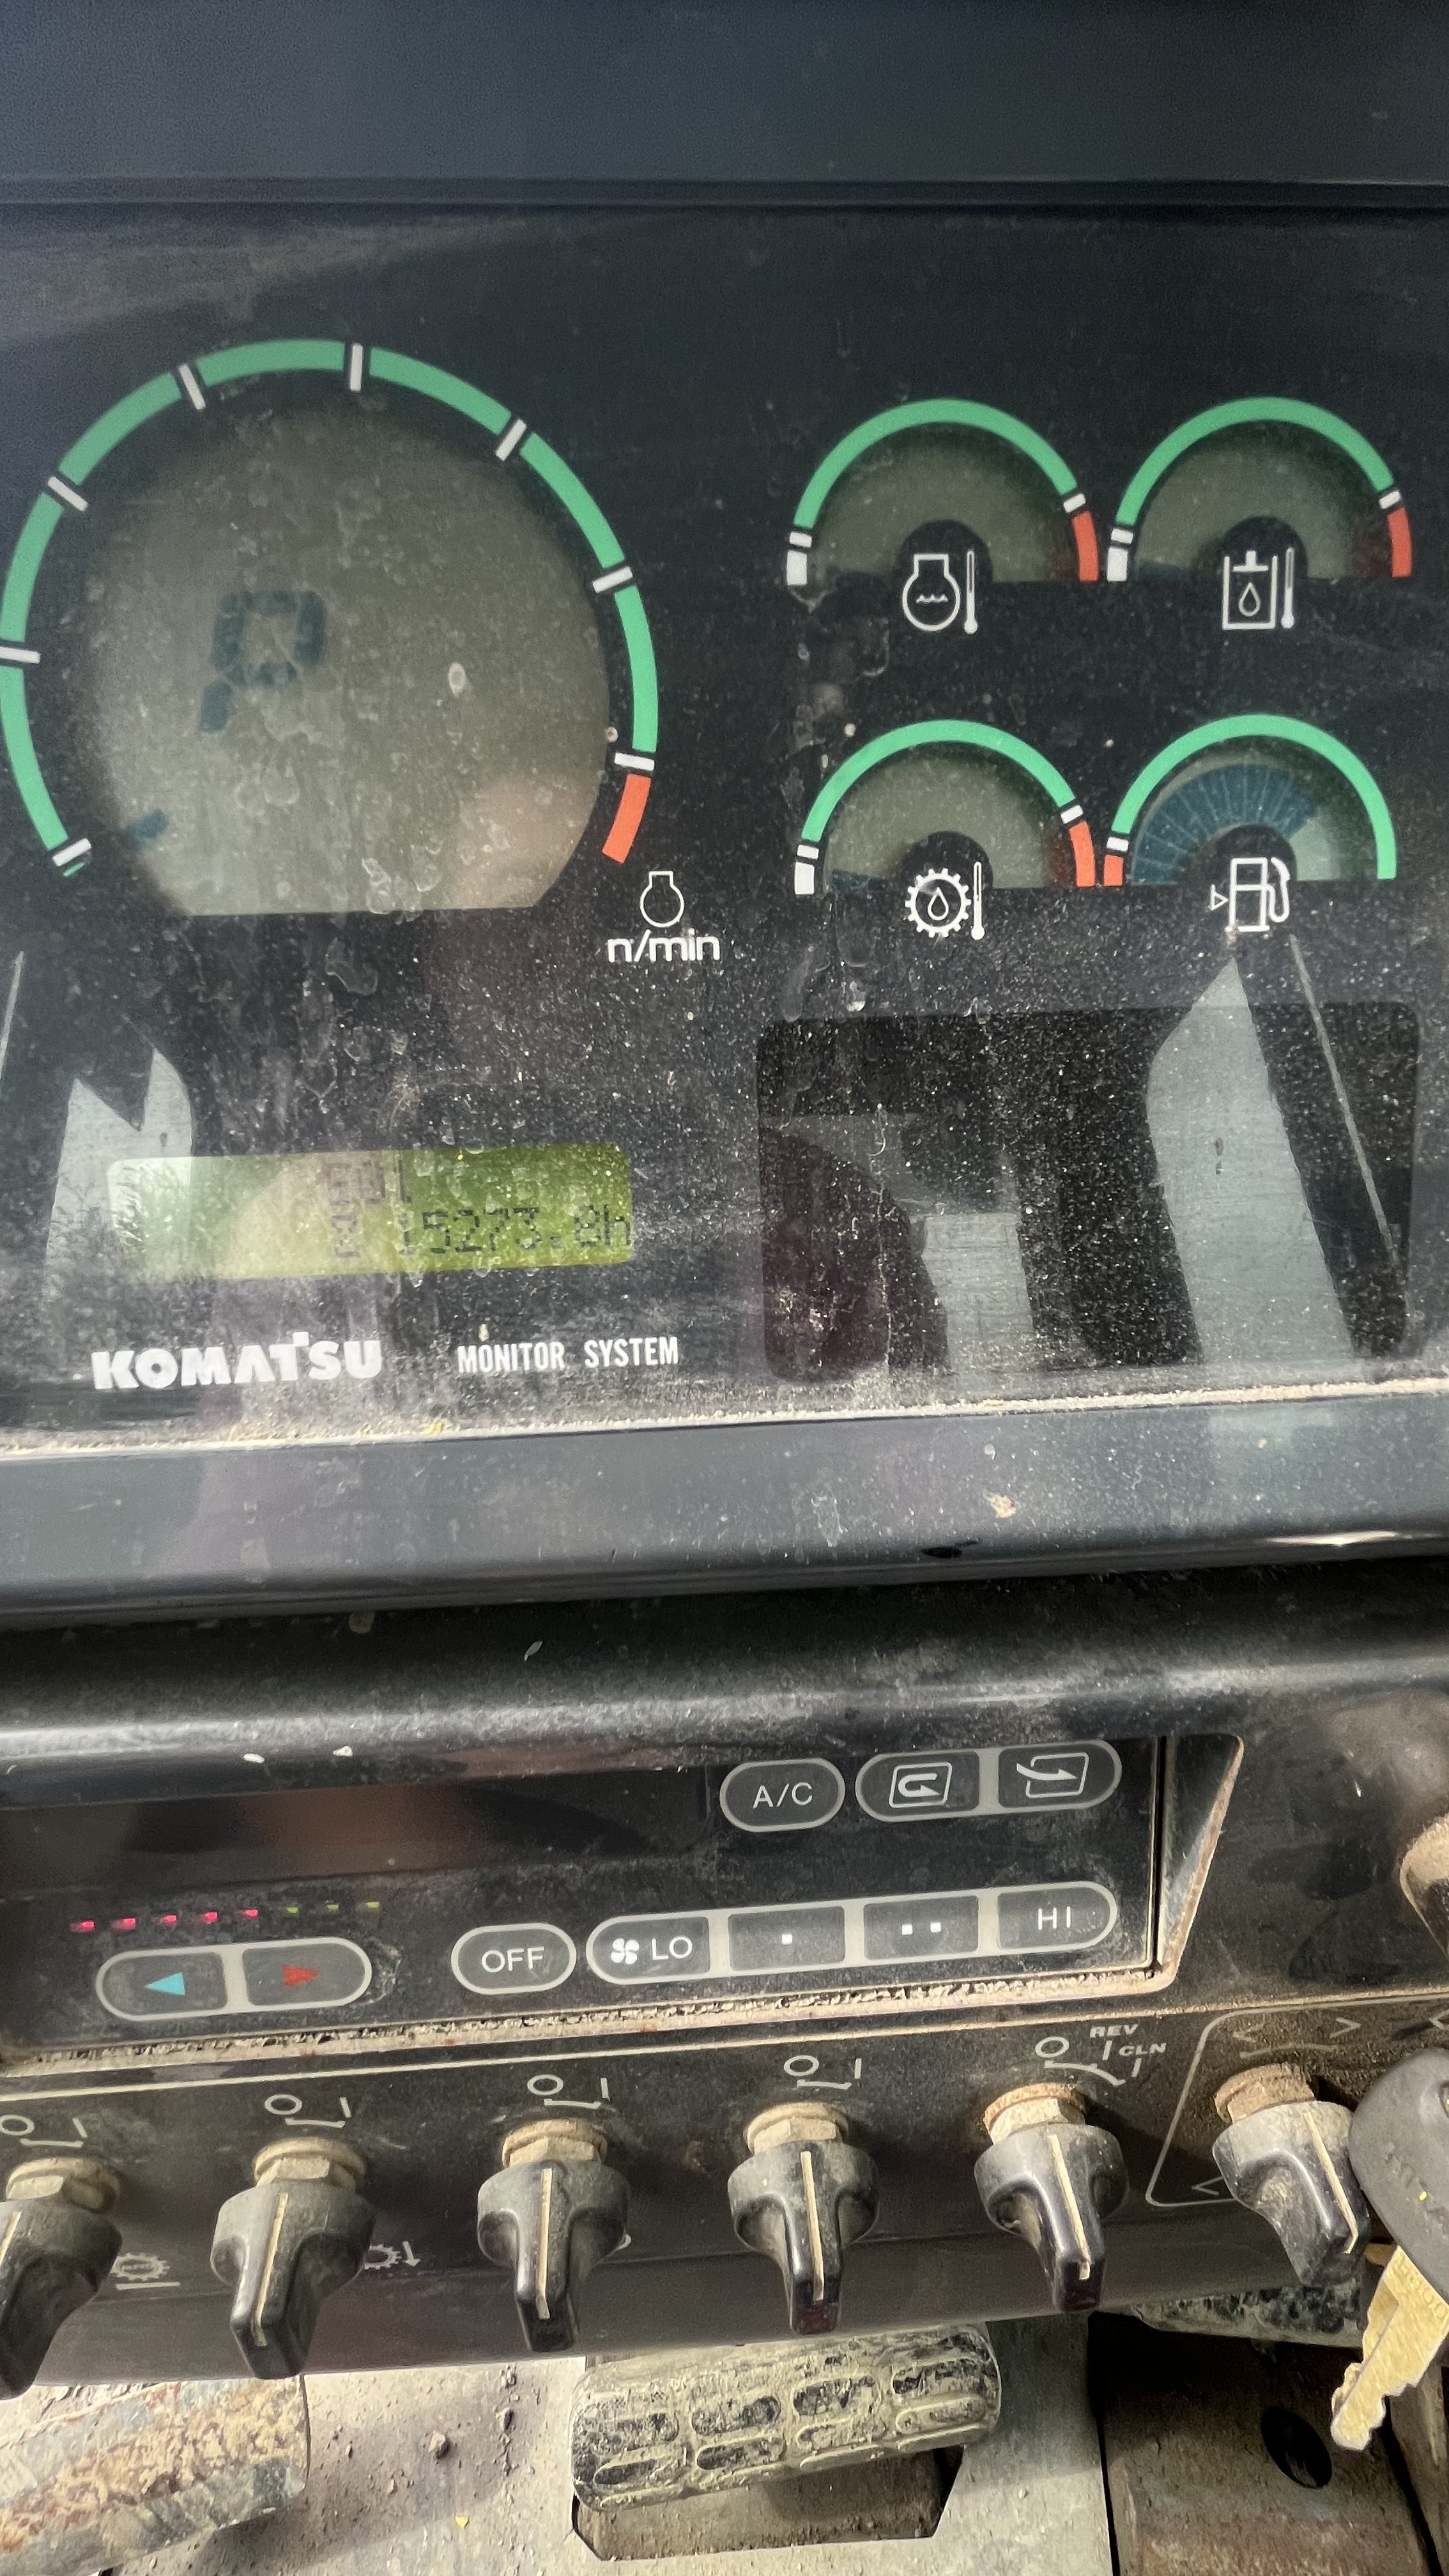 P
n/min
15273.8h
KOMATSU MONITOR SYSTEM
A/C
OFF LO HI
REV
CLN